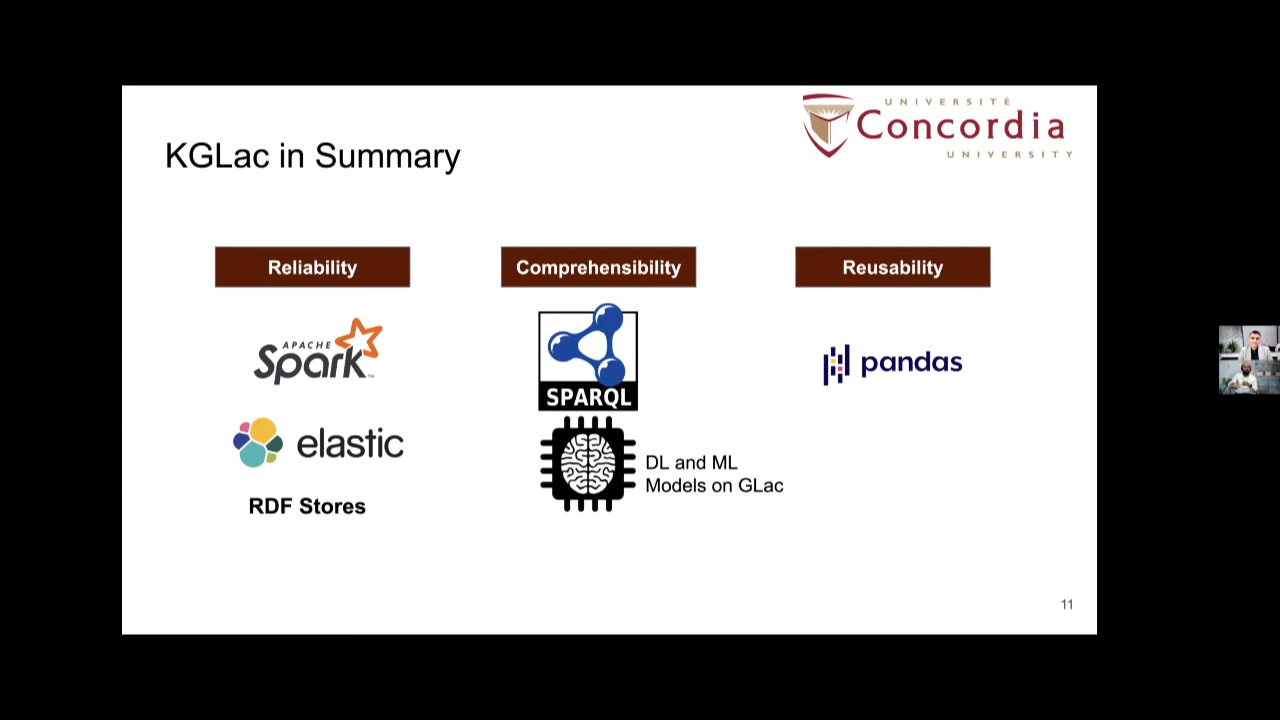 UNIVERSITÉ
Concordia
UNIVERSITY
KGLac in Summary
Reliability
Comprehensibility
Reusability
APACHE
Spark™
elastic
RDF Stores
SPARQL
DL and ML
Models on GLac
pandas
11